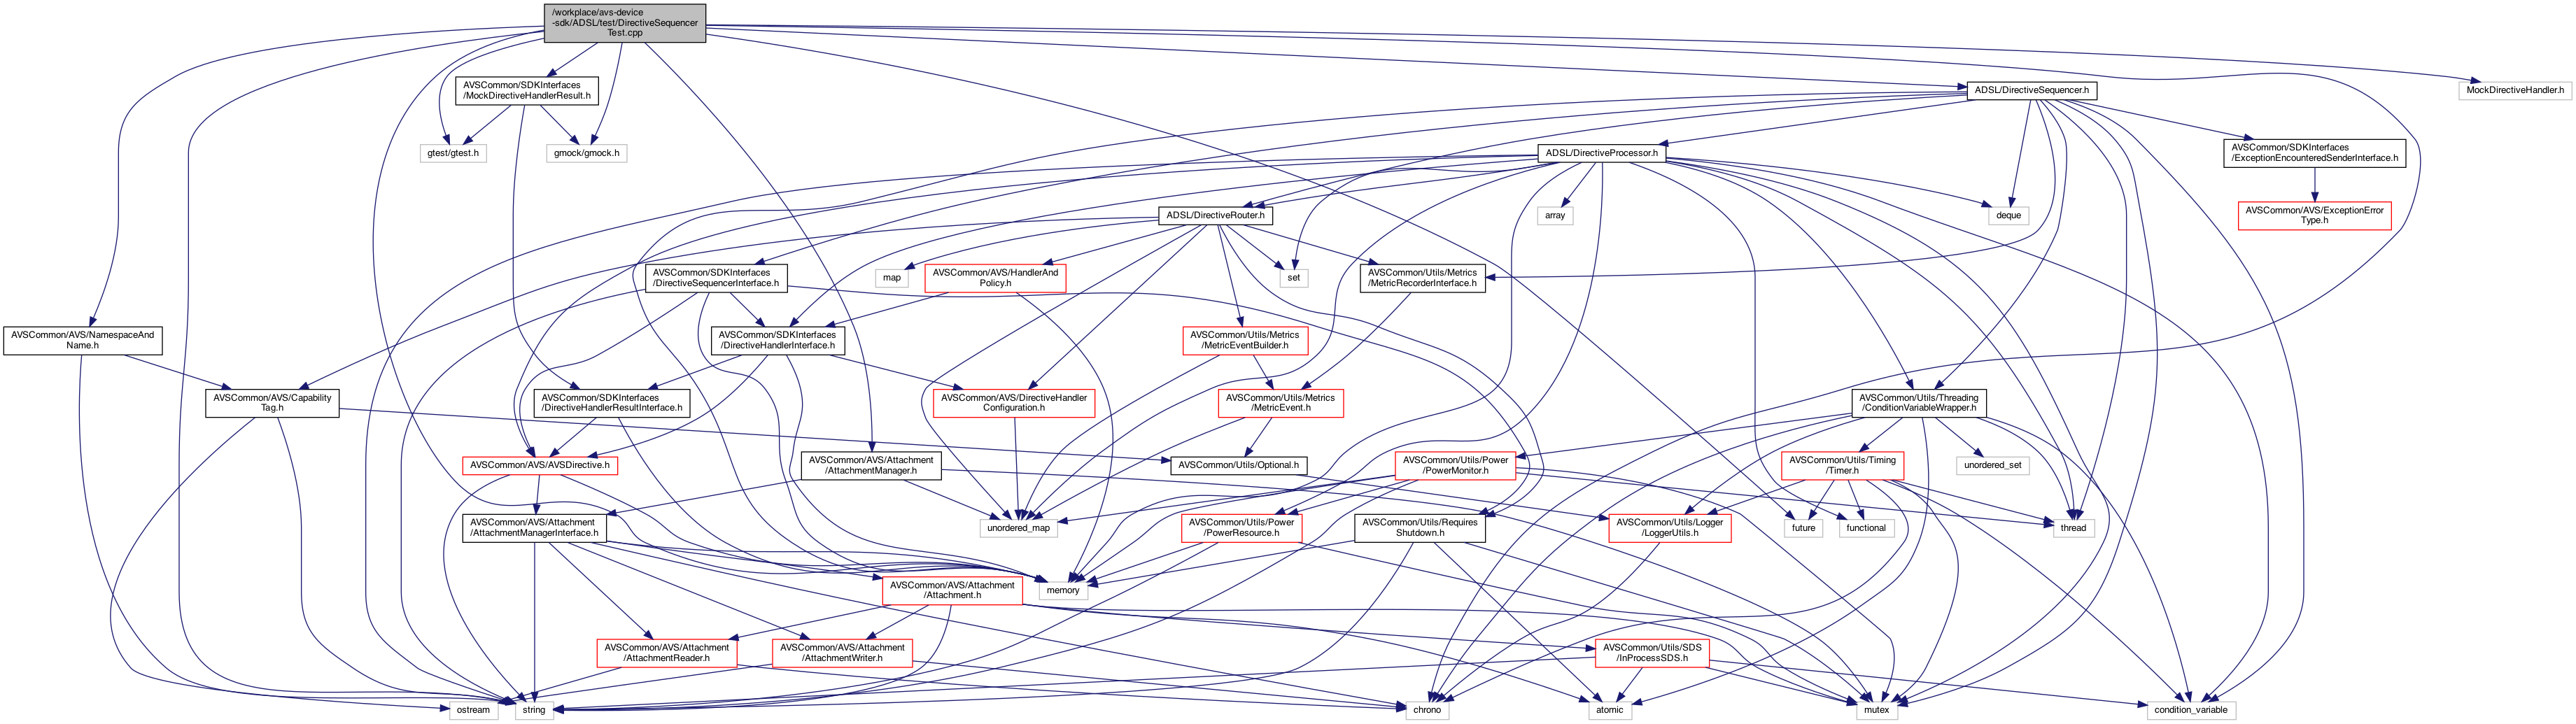 /workplace/avs-device
-sdk/ADSL/test/DirectiveSequencer
Test.cpp
AVSCommon/SDKInterfaces
/MockDirectiveHandlerResult.h
ADSL/DirectiveSequencer.h
MockDirectiveHandler.h
gtest/gtest.h
gmock/gmock.h
ADSL/DirectiveProcessor.h
AVSCommon/SDKInterfaces
/ExceptionEncounteredSenderInterface.h
ADSL/DirectiveRouter.h
array
deque
AVSCommon/AVS/ExceptionError
Type.h
AVSCommon/SDKInterfaces
/DirectiveSequencerInterface.h
map
AVSCommon/AVS/HandlerAnd
Policy.h
set
AVSCommon/Utils/Metrics
/MetricRecorderInterface.h
AVSCommon/AVS/NamespaceAnd
Name.h
AVSCommon/SDKInterfaces
/DirectiveHandlerInterface.h
AVSCommon/Utils/Metrics
/MetricEventBuilder.h
AVSCommon/AVS/Capability
Tag.h
AVSCommon/SDKInterfaces
/DirectiveHandlerResultInterface.h
AVSCommon/AVS/DirectiveHandler
Configuration.h
AVSCommon/Utils/Metrics
/MetricEvent.h
AVSCommon/Utils/Threading
/ConditionVariableWrapper.h
AVSCommon/AVS/AVSDirective.h
AVSCommon/AVS/Attachment
/AttachmentManager.h
AVSCommon/Utils/Optional.h
AVSCommon/Utils/Power
/PowerMonitor.h
AVSCommon/Utils/Timing
/Timer.h
unordered_set
AVSCommon/AVS/Attachment
/AttachmentManagerInterface.h
unordered_map
AVSCommon/Utils/Power
/PowerResource.h
AVSCommon/Utils/Requires
Shutdown.h
AVSCommon/Utils/Logger
/LoggerUtils.h
future
functional
thread
AVSCommon/AVS/Attachment
/Attachment.h
memory
AVSCommon/AVS/Attachment
/AttachmentReader.h
AVSCommon/AVS/Attachment
/AttachmentWriter.h
AVSCommon/Utils/SDS
/InProcessSDS.h
ostream
string
chrono
atomic
mutex
condition_variable